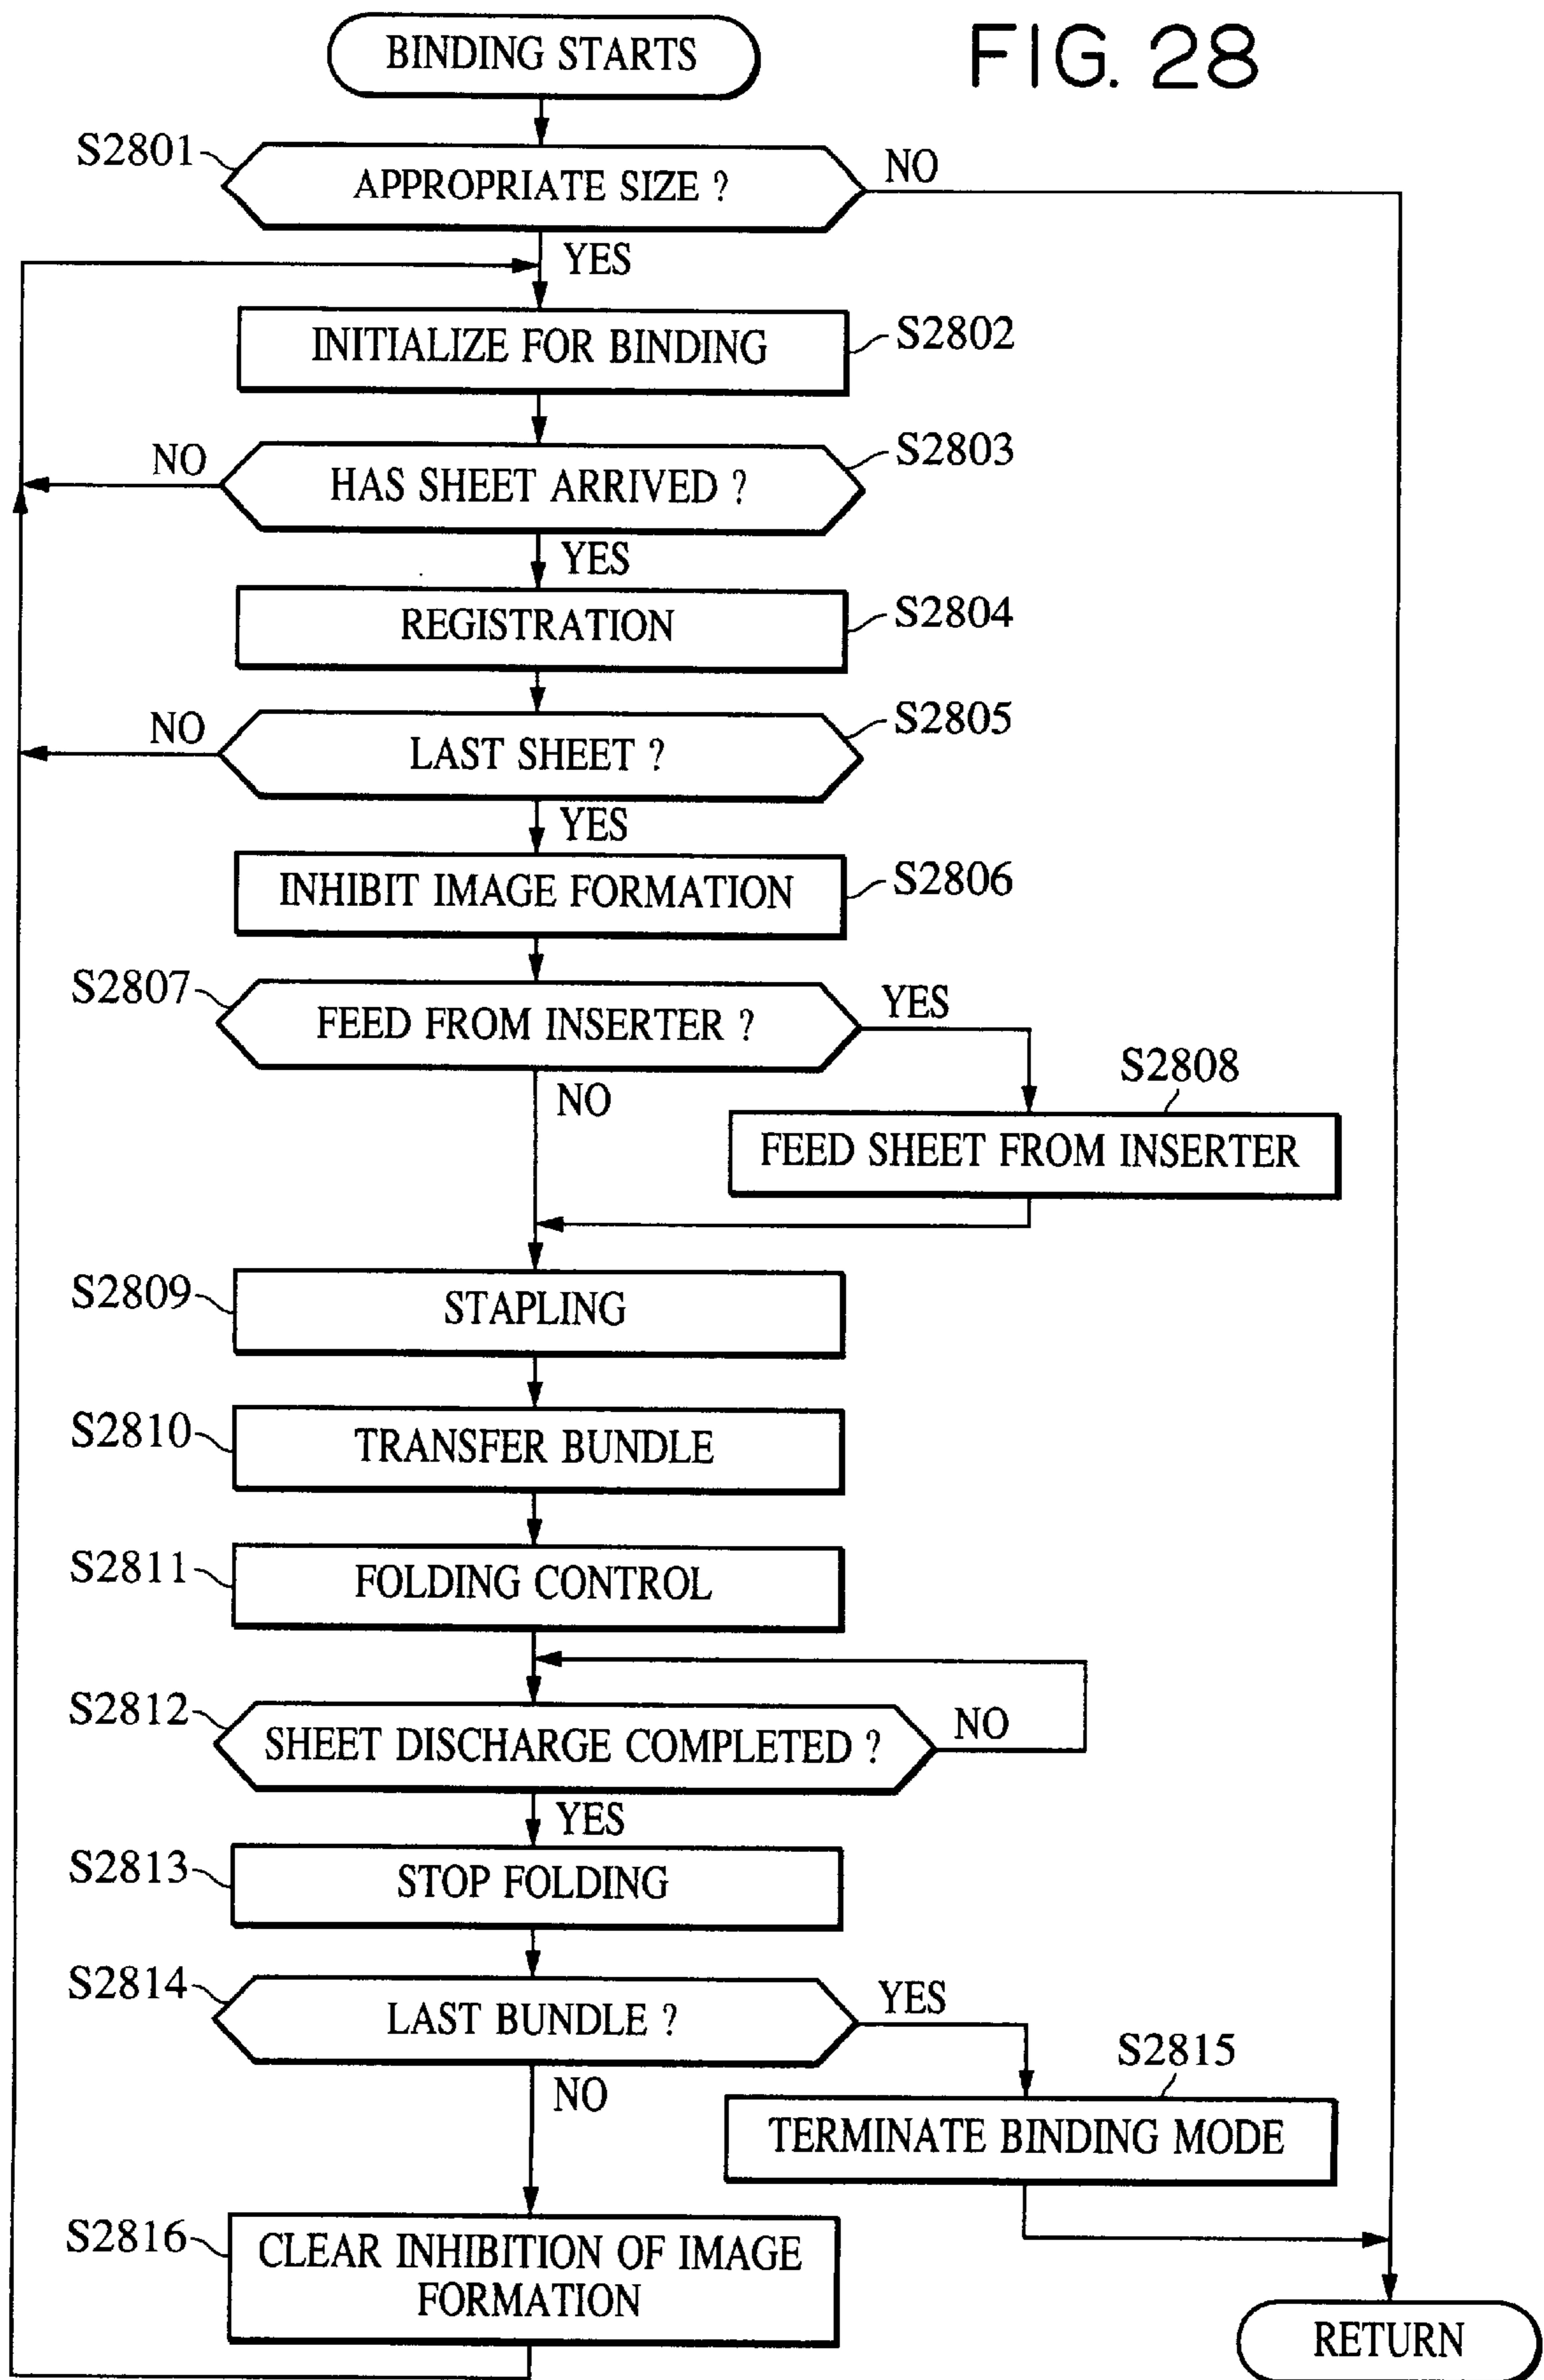 FIG. 28
BINDING STARTS
S2801
APPROPRIATE SIZE ?
NO
YES
INITIALIZE FOR BINDING
S2802
NO
HAS SHEET ARRIVED ?
S2803
YES
REGISTRATION
S2804
NO
LAST SHEET ?
S2805
YES
INHIBIT IMAGE FORMATION
S2806
S2807
FEED FROM INSERTER ?
YES
NO
S2808
FEED SHEET FROM INSERTER
S2809
STAPLING
S2810
TRANSFER BUNDLE
S2811
FOLDING CONTROL
S2812
SHEET DISCHARGE COMPLETED ?
NO
YES
S2813
STOP FOLDING
S2814
LAST BUNDLE ?
YES
NO
S2815
TERMINATE BINDING MODE
S2816
CLEAR INHIBITION OF IMAGE
FORMATION
RETURN